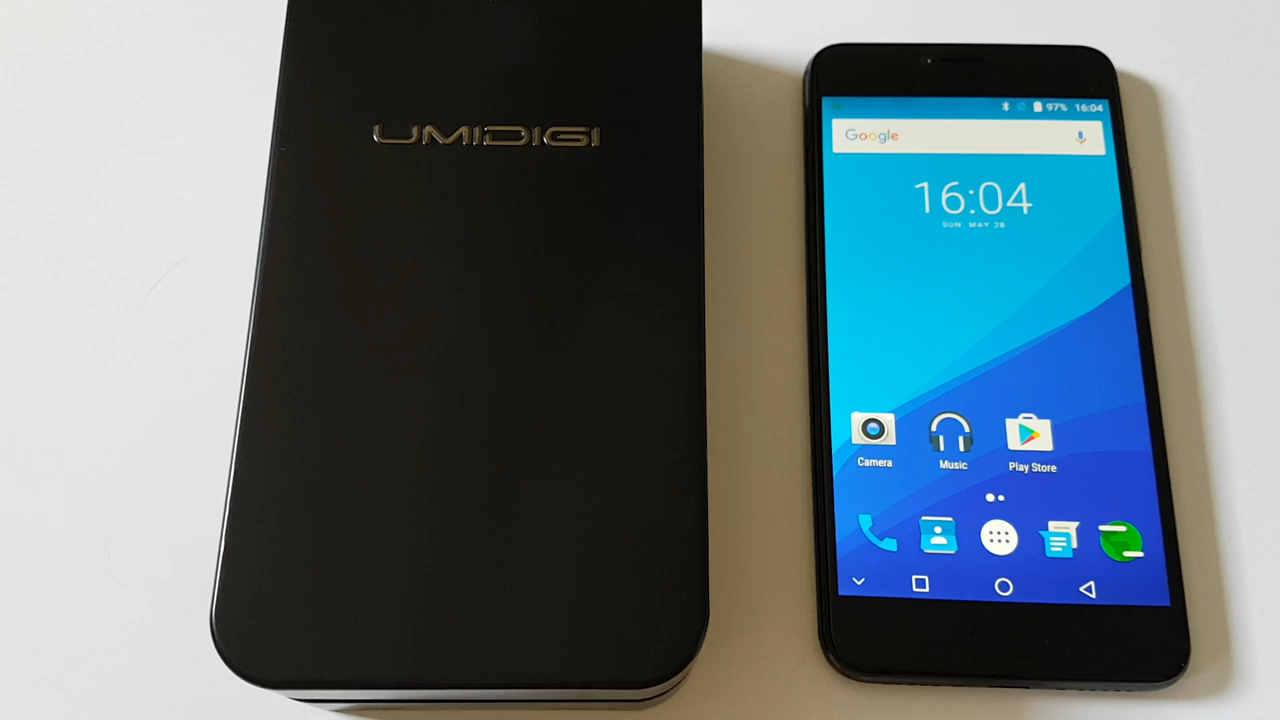 UMIDIGI
97% 16:04
Google
16:04
SUN, MAY 28
Camera
Music
Play Store